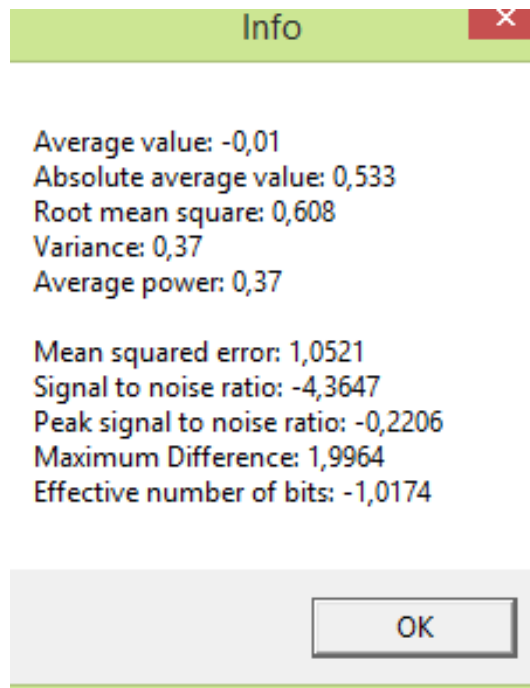 Info
Average value: -0,01
Absolute average value: 0,533
Root mean square: 0,608
Variance: 0,37
Average power: 0,37
Mean squared error: 1,0521
Signal to noise ratio: -4,3647
Peak signal to noise ratio: -0,2206
Maximum Difference: 1,9964
Effective number of bits: -1,0174
OK